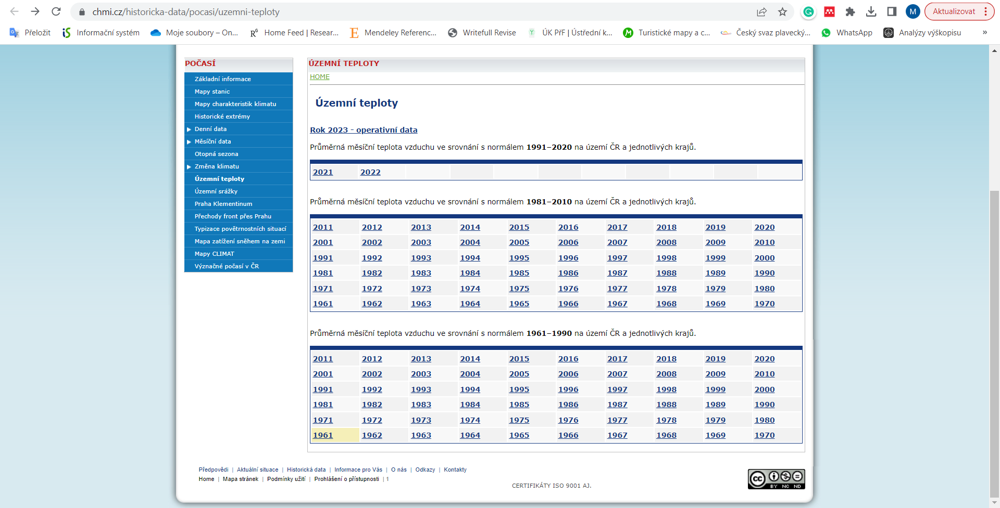 chmi.cz/historicka-data/pocasi/uzemni-teploty
M
Aktualizovat
Přeložit
Informační systém
Moje soubory – On...
Home Feed | Resear...
Mendeley Referenc...
Writefull Revise
ÚK PřF | Ústřední k...
Turistické mapy a c...
Český svaz plavecký...
WhatsApp
Analýzy výškopisu
»
POČASÍ
Základní informace
Mapy stanic
Mapy charakteristik klimatu
Historické extrémy
Denní data
Měsíční data
Otopná sezona
Změna klimatu
Územní teploty
Územní srážky
Praha Klementinum
Přechody front přes Prahu
Typizace povětrnostních situací
Mapa zatížení sněhem na zemi
Mapy CLIMAT
Význačné počasí v ČR
ÚZEMNÍ TEPLOTY
HOME
Územní teploty
Rok 2023 - operativní data
Průměrná měsíční teplota vzduchu ve srovnání s normálem 1991–2020 na území ČR a jednotlivých krajů.
2021 2022
Průměrná měsíční teplota vzduchu ve srovnání s normálem 1981–2010 na území ČR a jednotlivých krajů.
2011 2012 2013 2014 2015 2016 2017 2018 2019 2020
2001 2002 2003 2004 2005 2006 2007 2008 2009 2010
1991 1992 1993 1994 1995 1996 1997 1998 1999 2000
1981 1982 1983 1984 1985 1986 1987 1988 1989 1990
1971 1972 1973 1974 1975 1976 1977 1978 1979 1980
1961 1962 1963 1964 1965 1966 1967 1968 1969 1970
Průměrná měsíční teplota vzduchu ve srovnání s normálem 1961–1990 na území ČR a jednotlivých krajů.
2011 2012 2013 2014 2015 2016 2017 2018 2019 2020
2001 2002 2003 2004 2005 2006 2007 2008 2009 2010
1991 1992 1993 1994 1995 1996 1997 1998 1999 2000
1981 1982 1983 1984 1985 1986 1987 1988 1989 1990
1971 1972 1973 1974 1975 1976 1977 1978 1979 1980
1961 1962 1963 1964 1965 1966 1967 1968 1969 1970
Předpovědi | Aktuální situace | Historická data | Informace pro Vás | O nás | Odkazy | Kontakty
Home | Mapa stránek | Podmínky užití | Prohlášení o přístupnosti | 1
CERTIFIKÁTY ISO 9001 AJ.
cc BY NC ND